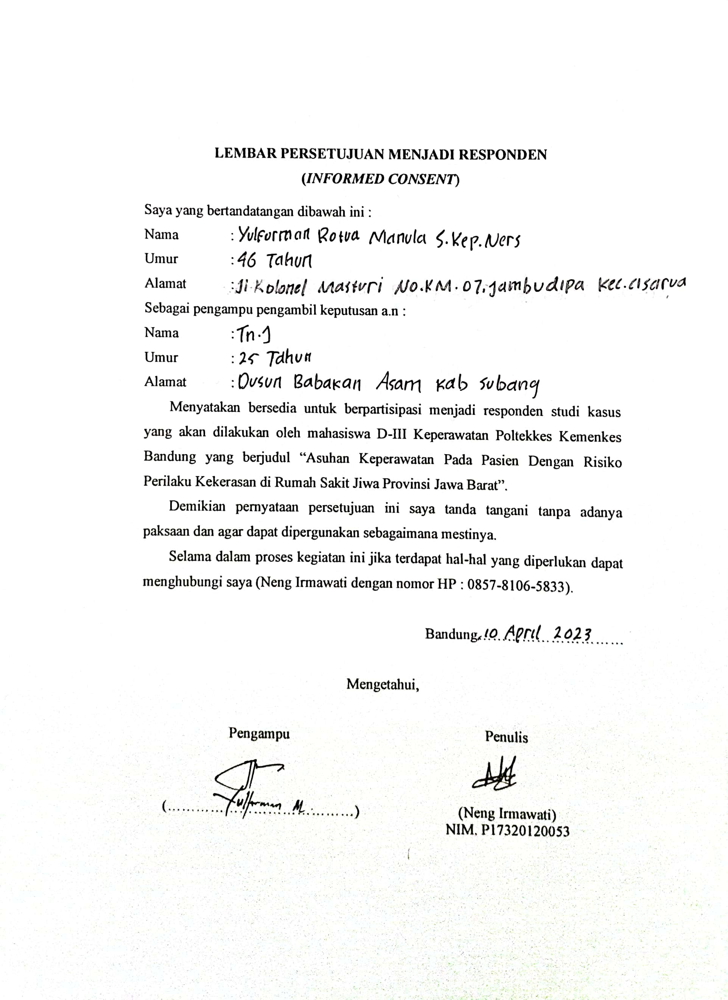 LEMBAR PERSETUJUAN MENJADI RESPONDEN
(INFORMED CONSENT)
Saya yang bertandatangan dibawah ini :
Nama : Yulforman Rotua Manula S.Kep.Ners
Umur : 46 Tahun
Alamat : Jl. Kolonel Masturi No.KM.07.Jambudipa Kec.Cisarua
Sebagai pengampu pengambil keputusan a.n :
Nama : Tn.J
Umur : 25 Tahun
Alamat : Dusun Babakan Asam Kab Subang
Menyatakan bersedia untuk berpartisipasi menjadi responden studi kasus
yang akan dilakukan oleh mahasiswa D-III Keperawatan Poltekkes Kemenkes
Bandung yang berjudul “Asuhan Keperawatan Pada Pasien Dengan Risiko
Perilaku Kekerasan di Rumah Sakit Jiwa Provinsi Jawa Barat”.
Demikian pernyataan persetujuan ini saya tanda tangani tanpa adanya
paksaan dan agar dapat dipergunakan sebagaimana mestinya.
Selama dalam proses kegiatan ini jika terdapat hal-hal yang diperlukan dapat
menghubungi saya (Neng Irmawati dengan nomor HP : 0857-8106-5833).
Bandung, 10 April 2023
Mengetahui,
Pengampu Penulis
(Yulforman M.) (Neng Irmawati)
NIM. P17320120053